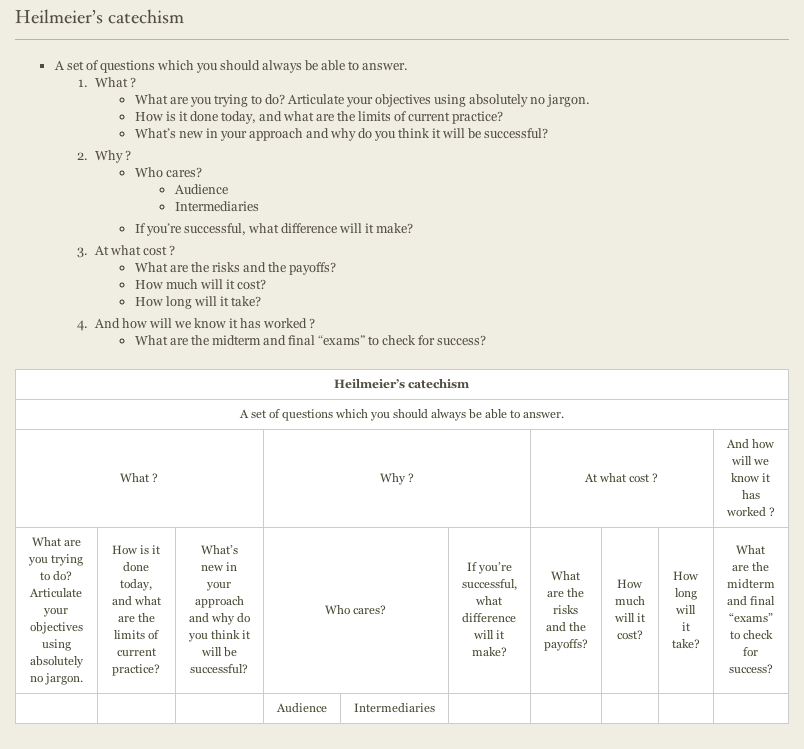 Heilmeier’s catechism
▪ A set of questions which you should always be able to answer.
1. What ?
◦ What are you trying to do? Articulate your objectives using absolutely no jargon.
◦ How is it done today, and what are the limits of current practice?
◦ What’s new in your approach and why do you think it will be successful?
2. Why ?
◦ Who cares?
◦ Audience
◦ Intermediaries
◦ If you’re successful, what difference will it make?
3. At what cost ?
◦ What are the risks and the payoffs?
◦ How much will it cost?
◦ How long will it take?
4. And how will we know it has worked ?
◦ What are the midterm and final “exams” to check for success?
Heilmeier’s catechism
A set of questions which you should always be able to answer.
What ?
Why ?
At what cost ?
And how
will we
know it
has
worked ?
What are
you trying
to do?
Articulate
your
objectives
using
absolutely
no jargon.
How is it
done
today,
and what
are the
limits of
current
practice?
What’s
new in
your
approach
and why do
you think it
will be
successful?
Who cares?
If you’re
successful,
what
difference
will it
make?
What
are the
risks
and the
payoffs?
How
much
will it
cost?
How
long
will
it
take?
What
are the
midterm
and final
“exams”
to check
for
success?
Audience
Intermediaries